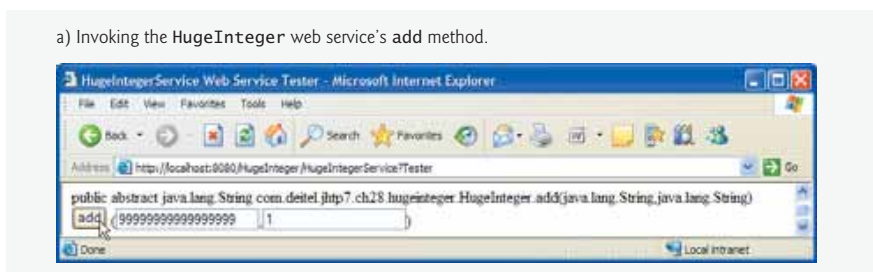 a) Invoking the HugeInteger web service's add method.
HugeIntegerService Web Service Tester - Microsoft Internet Explorer
File Edit View Favorites Tools Help
Back Search Favorites
Address http://localhost:8080/HugeInteger/HugeIntegerService?Tester Go
public abstract java.lang.String com.deitel.jhtp7.ch28.hugeinteger.HugeInteger.add(java.lang.String,java.lang.String)
add (99999999999999999 ,1 )
Done Local intranet